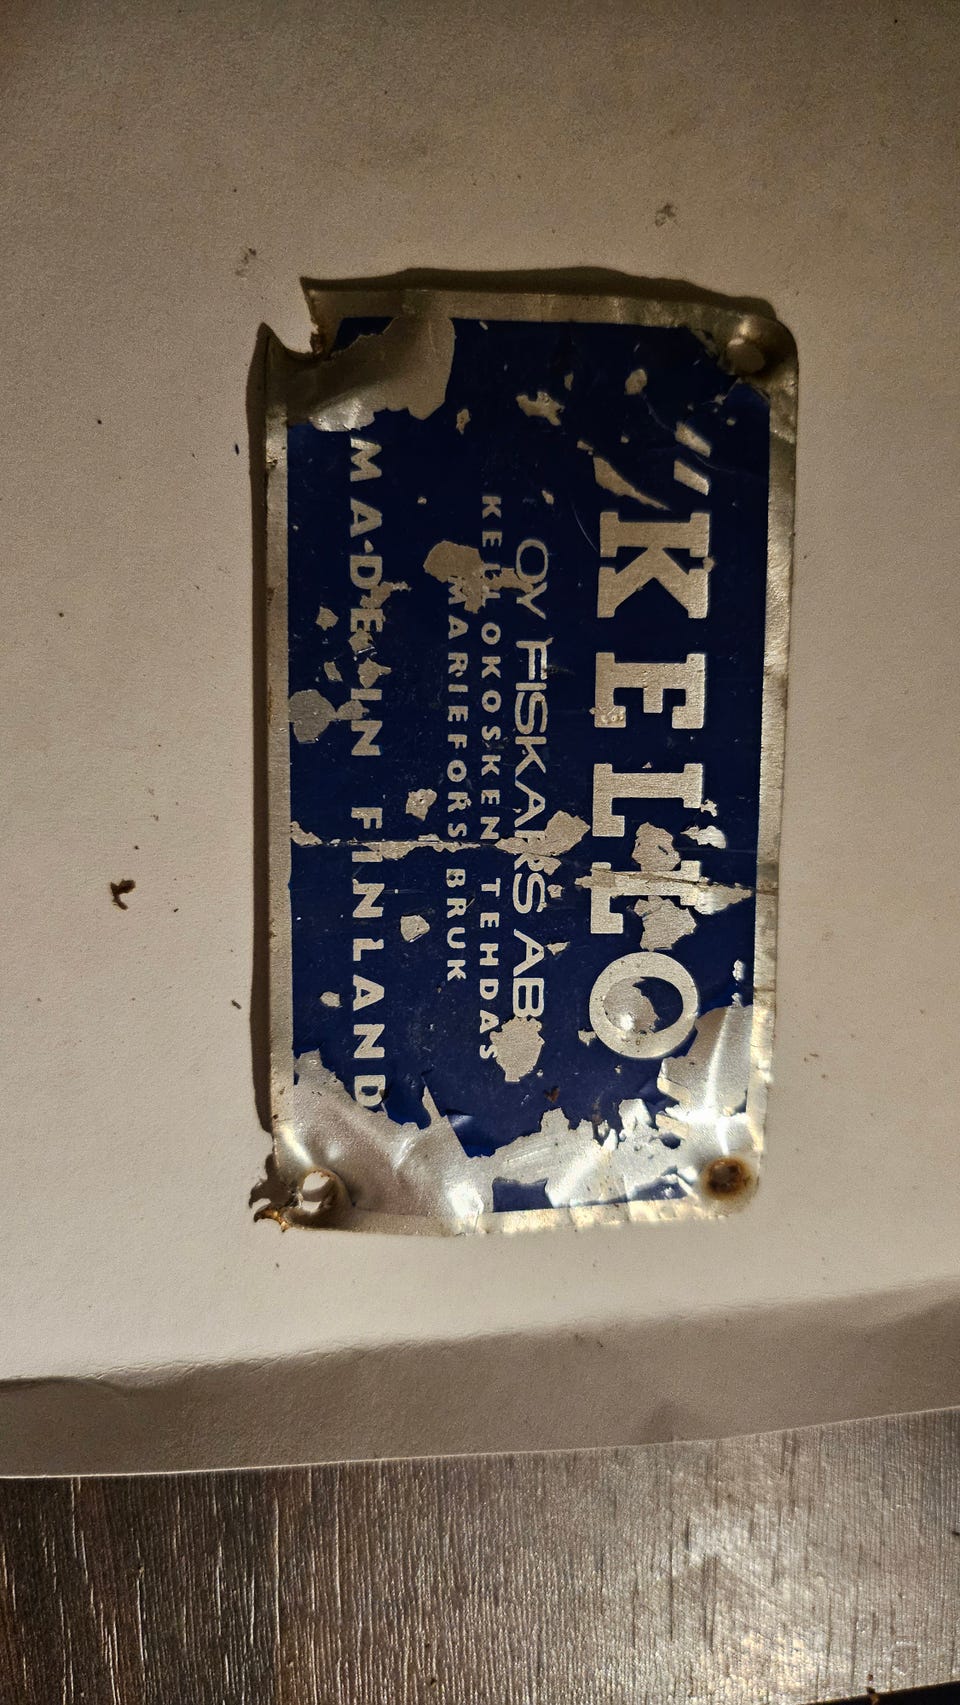 "KELLO"
OY FISKARS AB
KELLOKOSKEN TEHDAS
MARIEFORS BRUK
MADE IN FINLAND